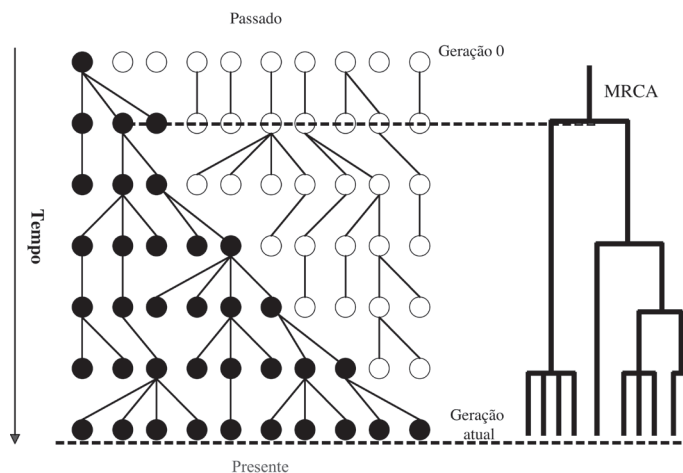 Passado
Geração 0
MRCA
Tempo
Geração
atual
Presente